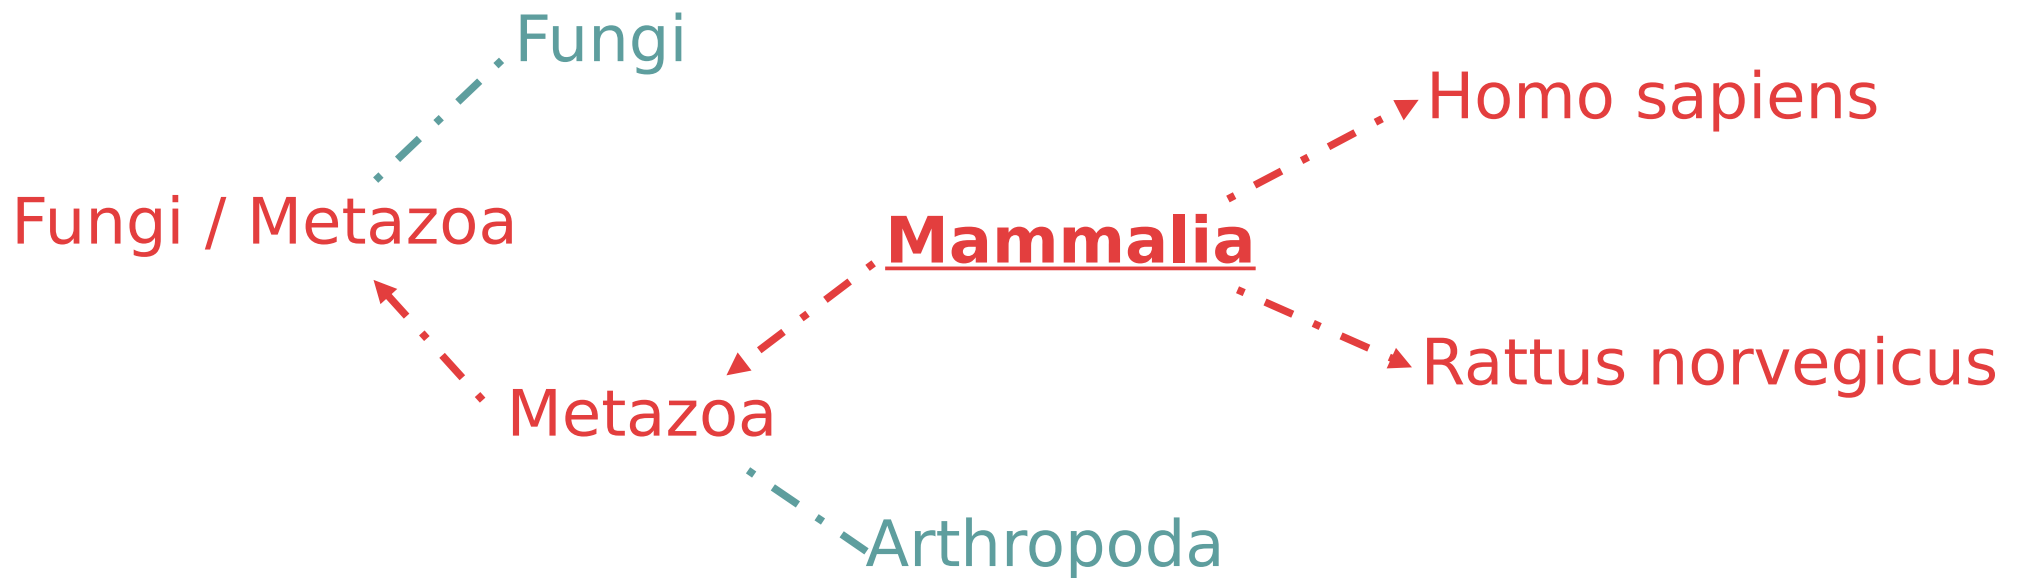 Fungi
Homo sapiens
Fungi / Metazoa
Mammalia
Rattus norvegicus
Metazoa
Arthropoda